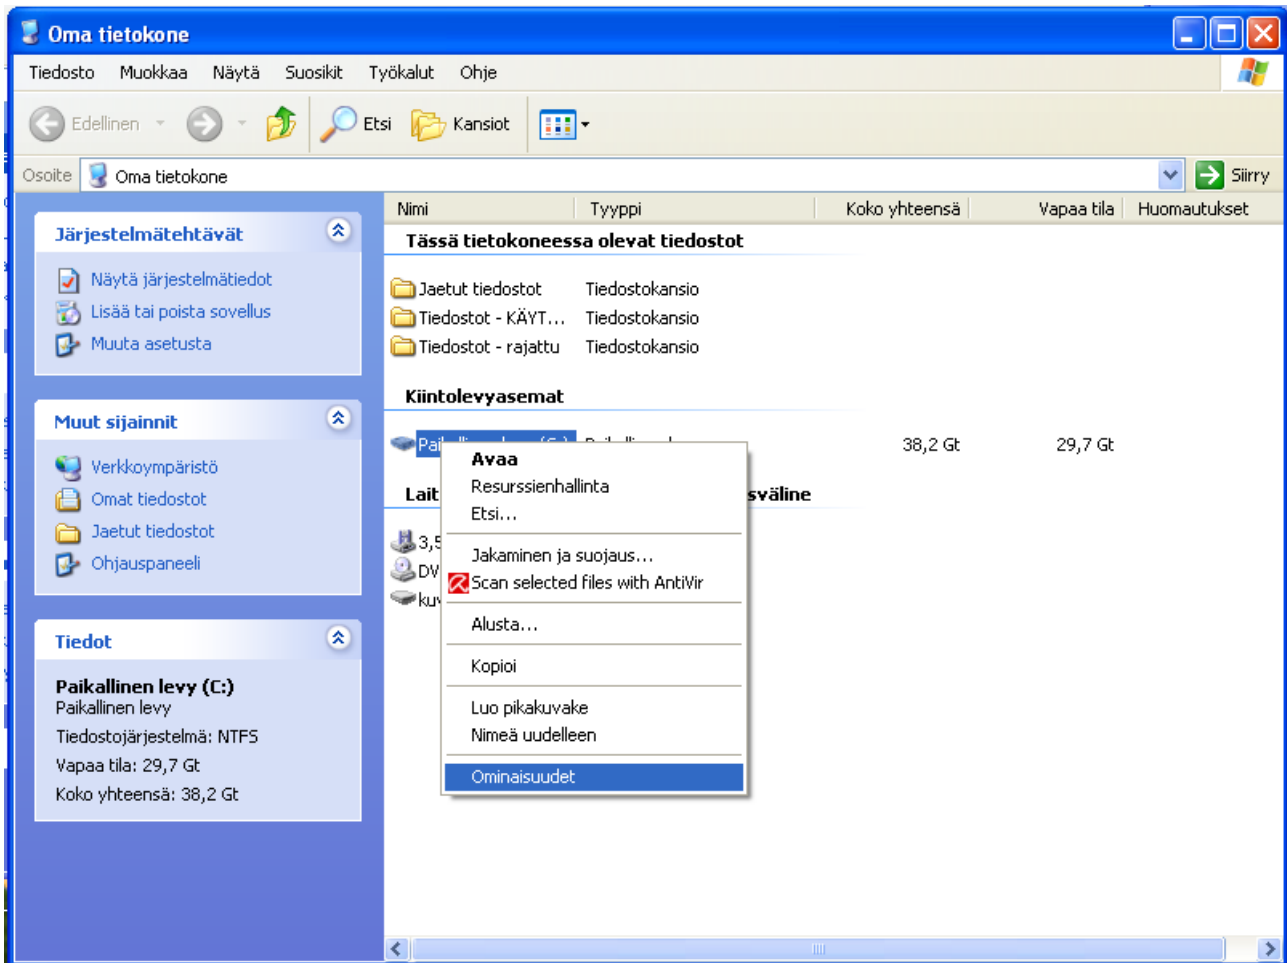 Oma tietokone
Tiedosto Muokkaa Näytä Suosikit Työkalut Ohje
Edellinen Etsi Kansiot
Osoite Oma tietokone Siirry
Järjestelmätehtävät
Näytä järjestelmätiedot
Lisää tai poista sovellus
Muuta asetusta
Muut sijainnit
Verkkoympäristö
Omat tiedostot
Jaetut tiedostot
Ohjauspaneeli
Tiedot
Paikallinen levy (C:)
Paikallinen levy
Tiedostojärjestelmä: NTFS
Vapaa tila: 29,7 Gt
Koko yhteensä: 38,2 Gt
Nimi Tyyppi Koko yhteensä Vapaa tila Huomautukset
Tässä tietokoneessa olevat tiedostot
Jaetut tiedostot Tiedostokansio
Tiedostot - KÄYT... Tiedostokansio
Tiedostot - rajattu Tiedostokansio
Kiintolevyasemat
38,2 Gt 29,7 Gt
Avaa
Resurssienhallinta
Etsi...
Jakaminen ja suojaus...
Scan selected files with AntiVir
Alusta...
Kopioi
Luo pikakuvake
Nimeä uudelleen
Ominaisuudet